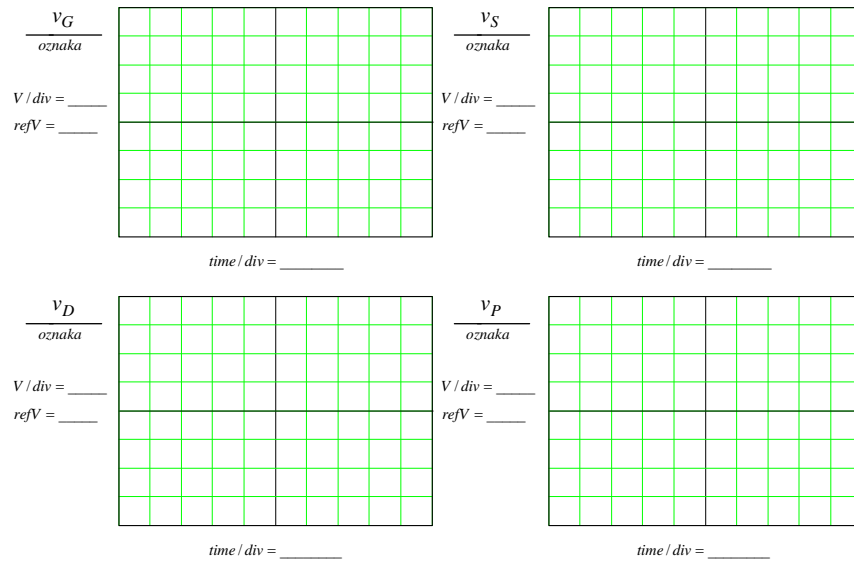 v_G
oznaka
V / div = _____
refV = _____
time / div = ________
v_S
oznaka
V / div = _____
refV = _____
time / div = ________
v_D
oznaka
V / div = _____
refV = _____
time / div = ________
v_P
oznaka
V / div = _____
refV = _____
time / div = ________